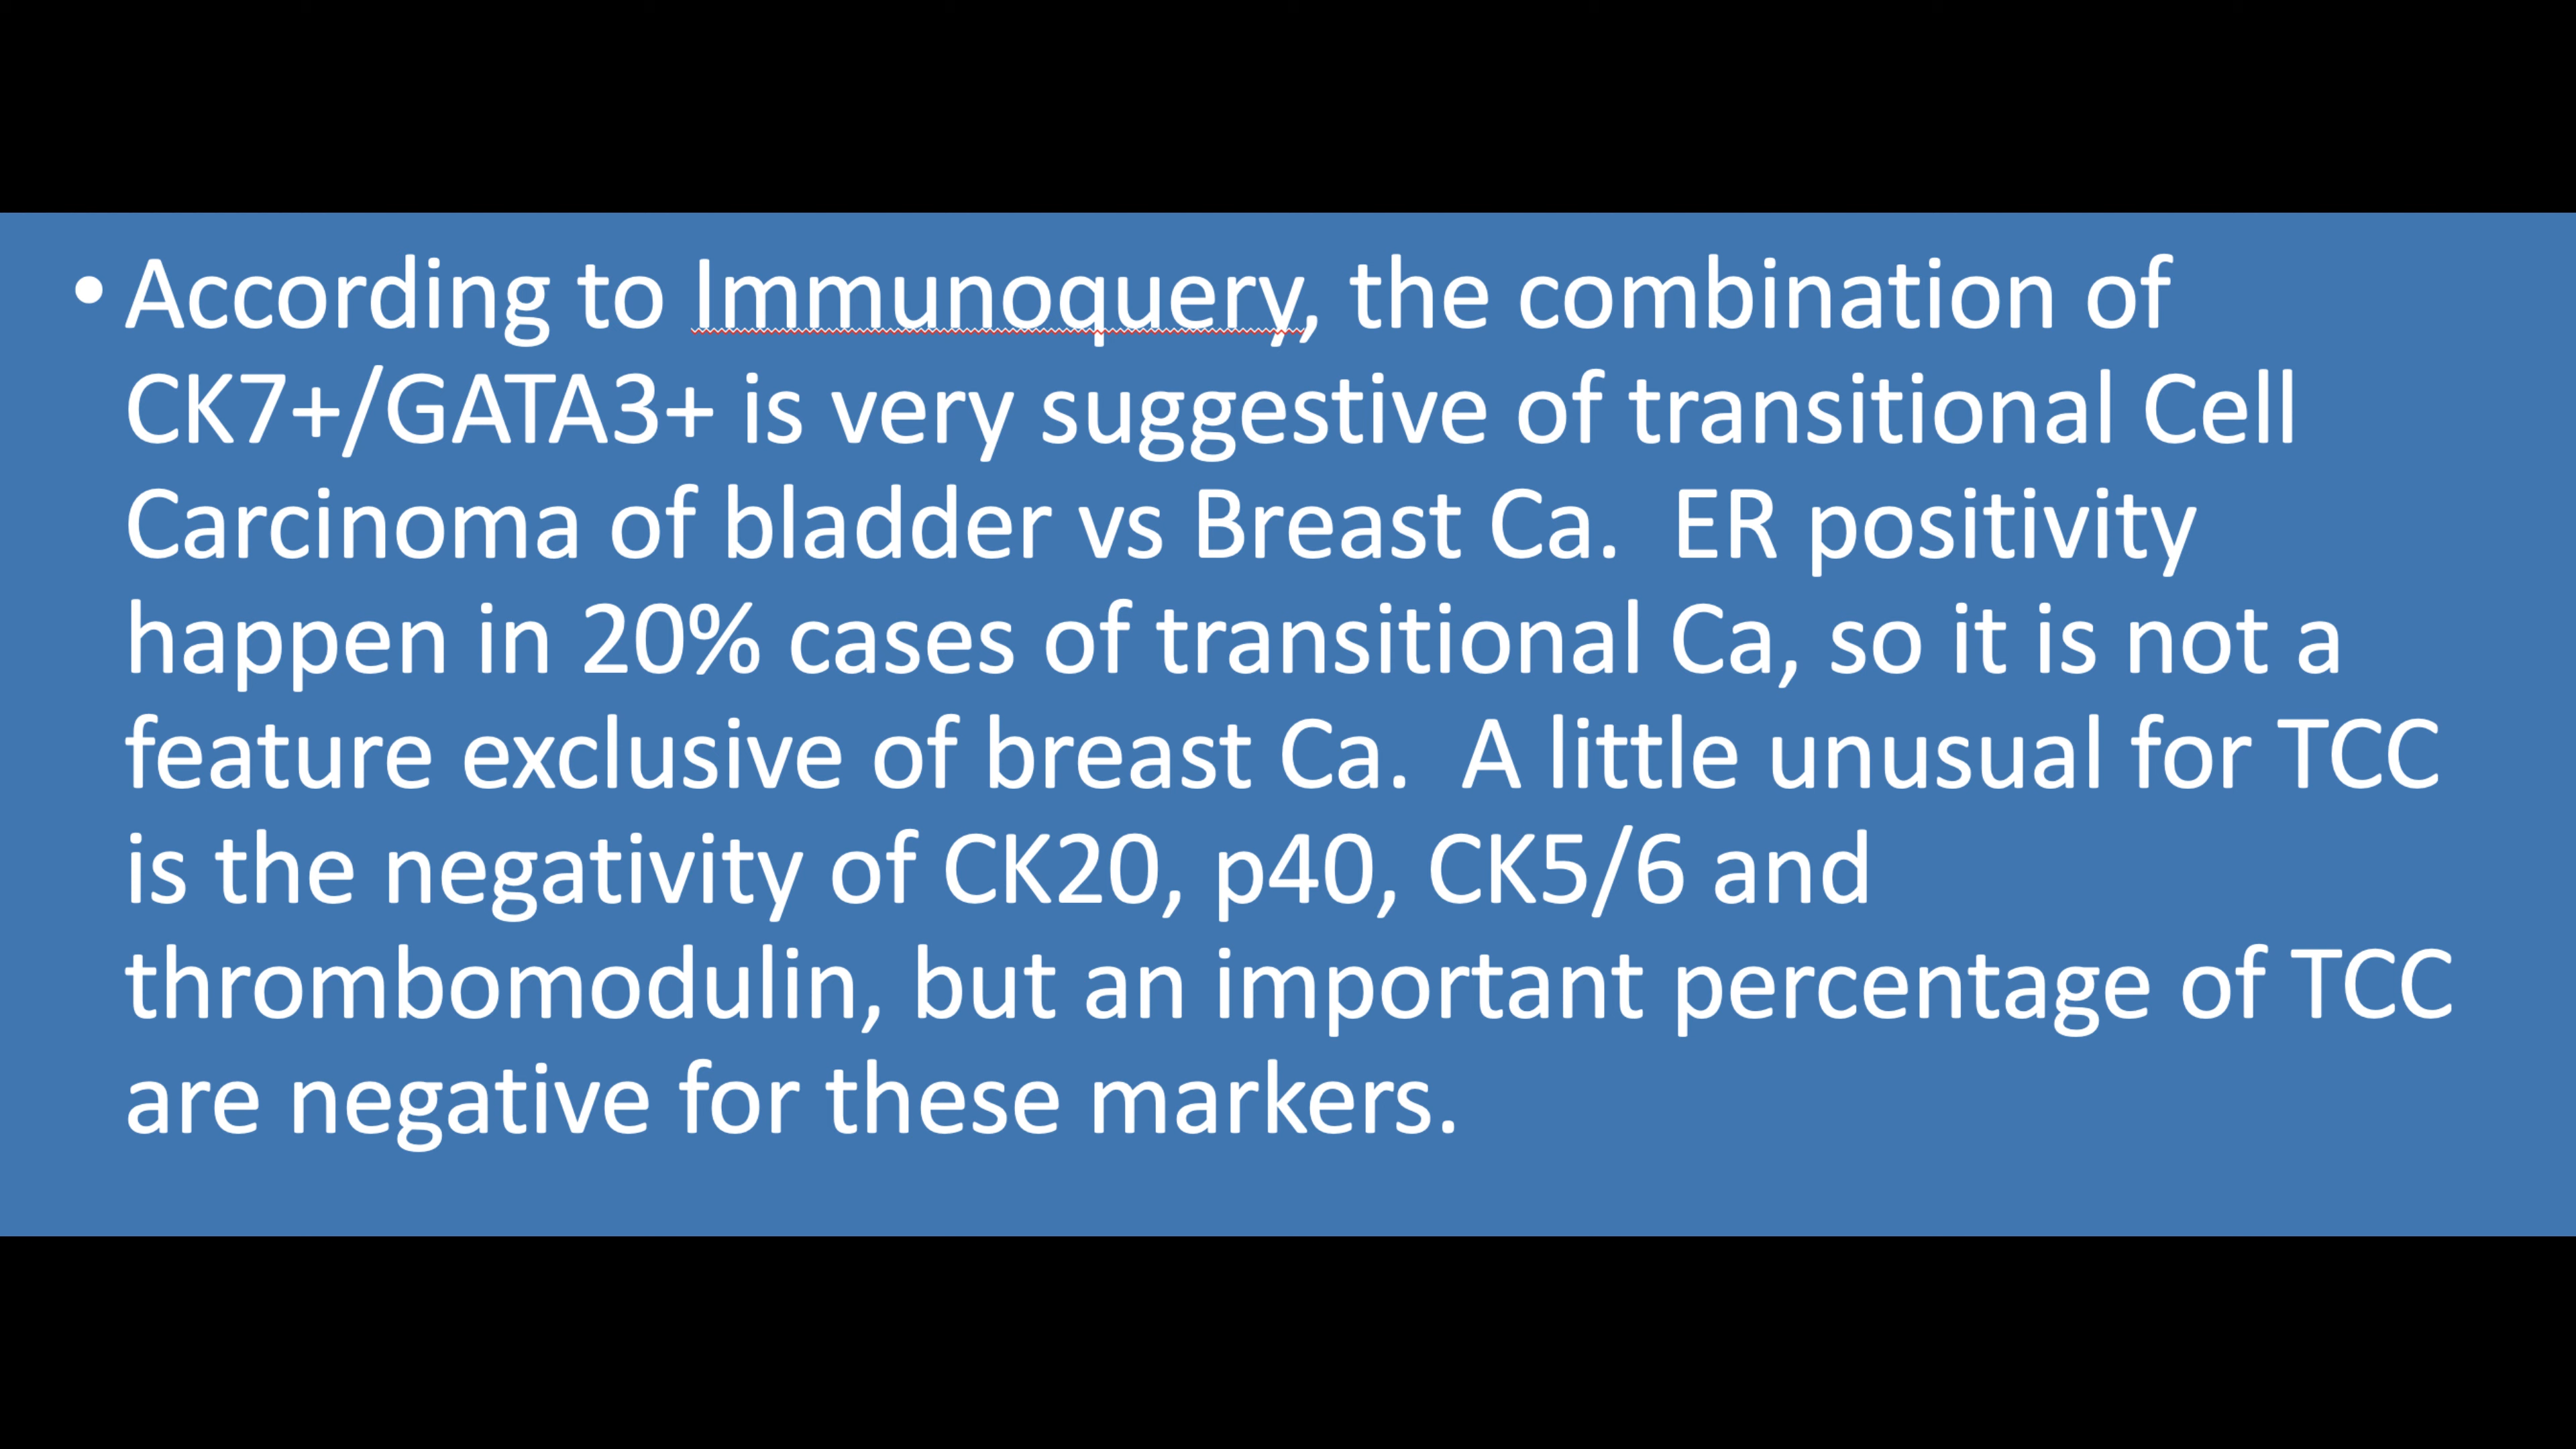 • According to Immunoquery, the combination of
CK7+/GATA3+ is very suggestive of transitional Cell
Carcinoma of bladder vs Breast Ca.  ER positivity
happen in 20% cases of transitional Ca, so it is not a
feature exclusive of breast Ca.  A little unusual for TCC
is the negativity of CK20, p40, CK5/6 and
thrombomodulin, but an important percentage of TCC
are negative for these markers.